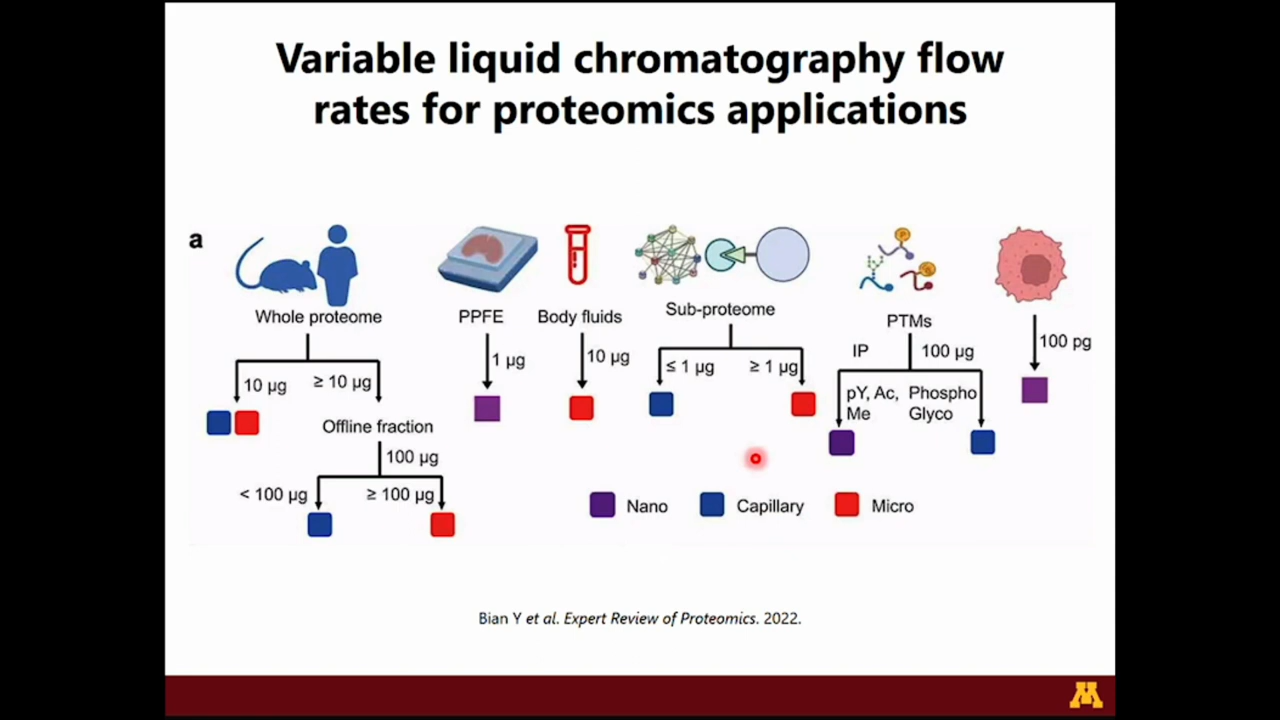 Variable liquid chromatography flow
rates for proteomics applications
a
Whole proteome
10 µg
≥ 10 µg
Offline fraction
100 µg
< 100 µg
≥ 100 µg
PPFE
1 µg
Body fluids
10 µg
Sub-proteome
≤ 1 µg
≥ 1 µg
P
PTMs
IP
100 µg
pY, Ac,
Me
Phospho
Glyco
100 pg
Nano
Capillary
Micro
Bian Y et al. Expert Review of Proteomics. 2022.
M